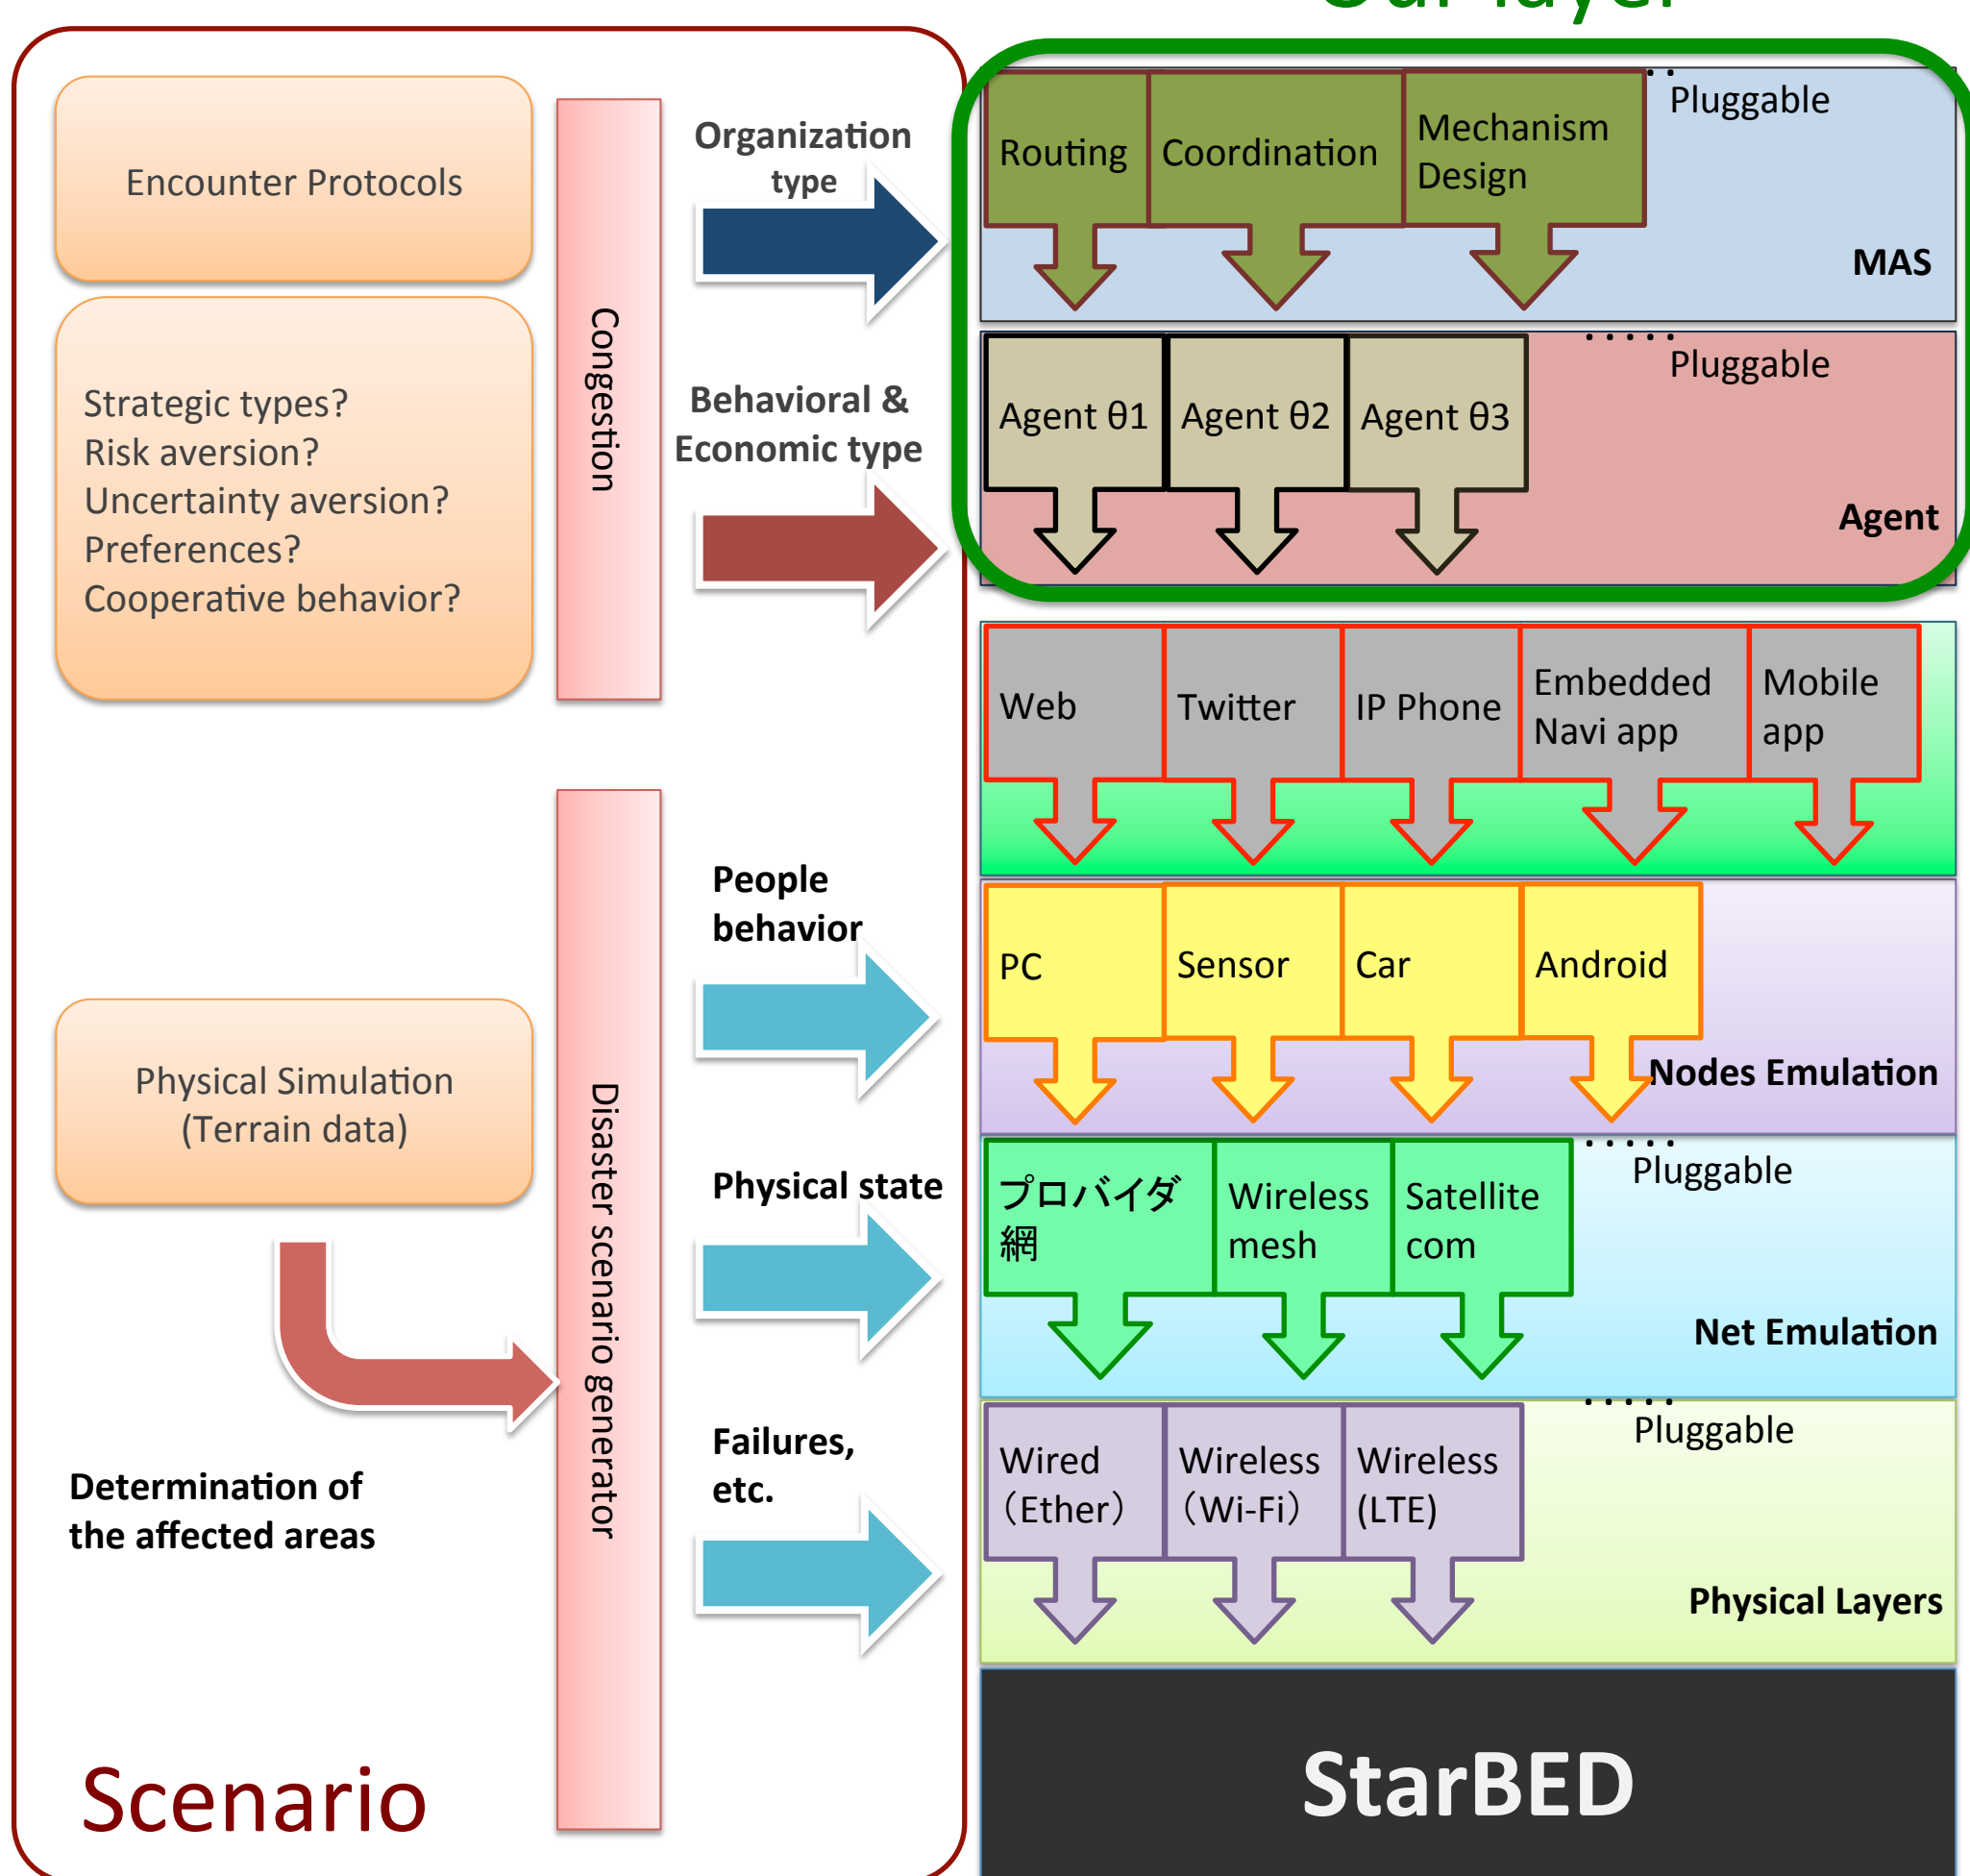 Our layer
Encounter Protocols
Strategic types?
Risk aversion?
Uncertainty aversion?
Preferences?
Cooperative behavior?
Congestion
Organization
type
Behavioral &
Economic type
Routing
Coordination
Mechanism
Design
.. Pluggable
MAS
Agent θ1
Agent θ2
Agent θ3
.....
Pluggable
Agent
Web
Twitter
IP Phone
Embedded
Navi app
Mobile
app
Physical Simulation
(Terrain data)
Determination of
the affected areas
Disaster scenario generator
People
behavior
Physical state
Failures,
etc.
PC
Sensor
Car
Android
Nodes Emulation
プロバイダ
網
Wireless
mesh
Satellite
com
.....
Pluggable
Net Emulation
Wired
（Ether）
Wireless
（Wi-Fi）
Wireless
(LTE)
.....
Pluggable
Physical Layers
StarBED
Scenario